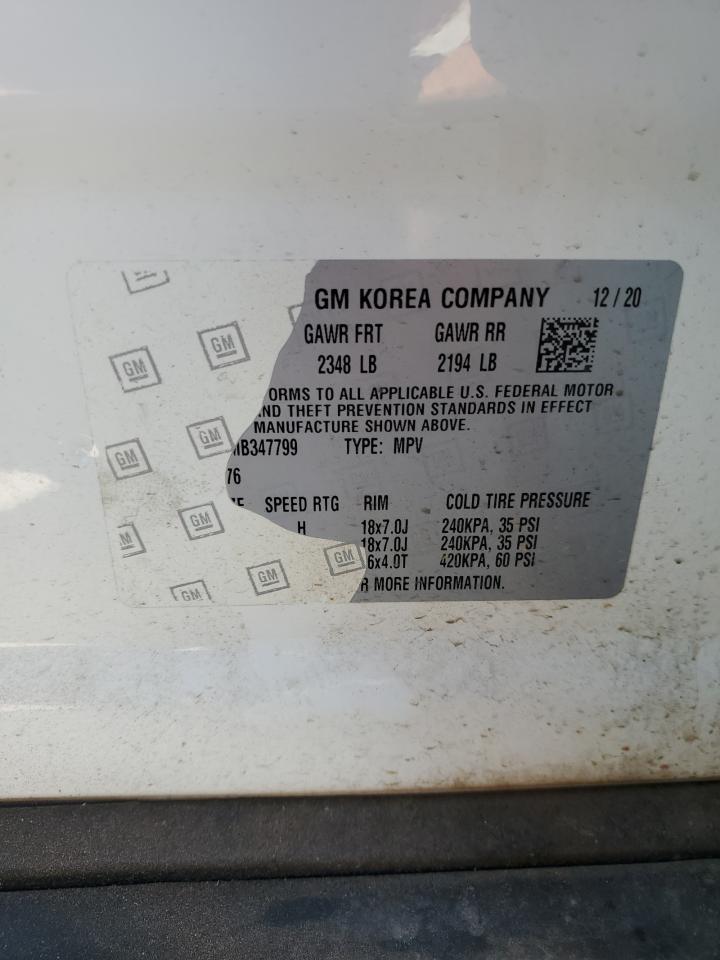 GM KOREA COMPANY 12 / 20
GAWR FRT GAWR RR
2348 LB 2194 LB
ORMS TO ALL APPLICABLE U.S. FEDERAL MOTOR
ND THEFT PREVENTION STANDARDS IN EFFECT
MANUFACTURE SHOWN ABOVE.
B347799 TYPE: MPV
76
SPEED RTG RIM COLD TIRE PRESSURE
H 18x7.0J 240KPA, 35 PSI
18x7.0J 240KPA, 35 PSI
6x4.0T 420KPA, 60 PSI
R MORE INFORMATION.
GM
GM
GM
GM
GM
GM
GM
GM